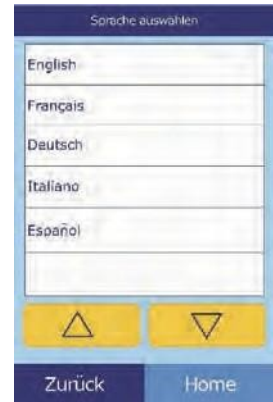 Sprache auswählen
English
Français
Deutsch
Italiano
Español
Zurück Home